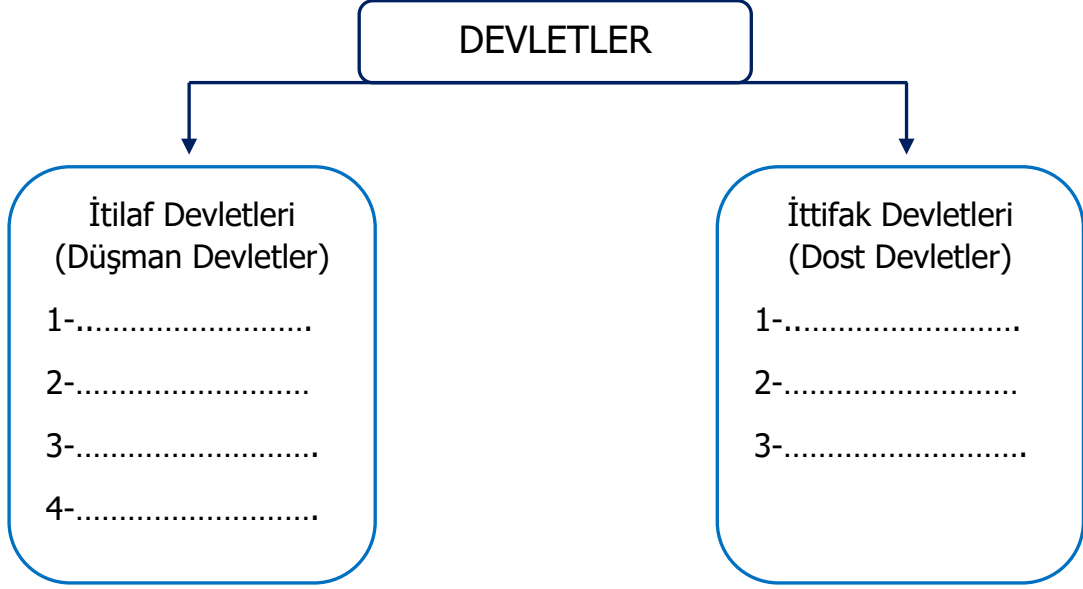 DEVLETLER
İtilaf Devletleri
(Düşman Devletler)
1-..…………………….
2-………………………
3-……………………….
4-……………………….
İttifak Devletleri
(Dost Devletler)
1-..…………………….
2-………………………
3-……………………….